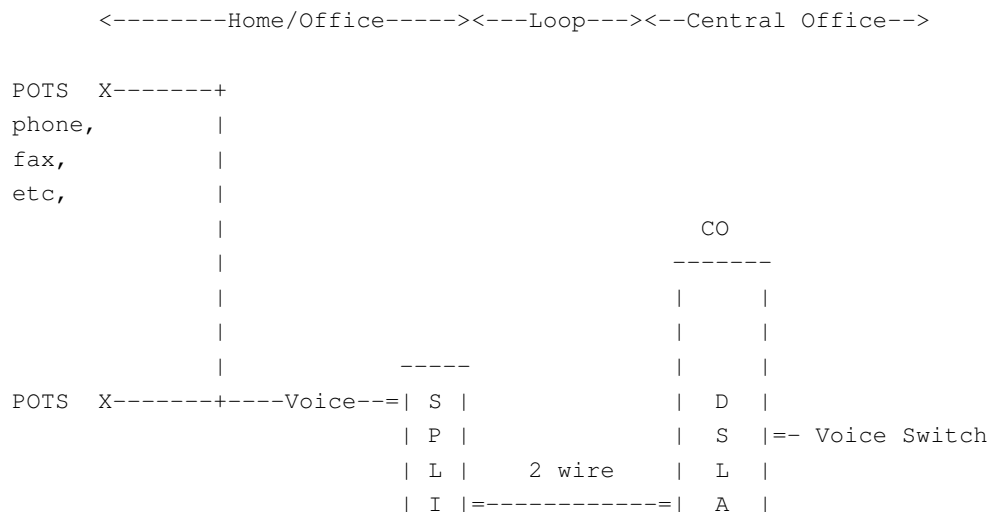 <--------Home/Office-----><---Loop---><--Central Office-->
POTS  X-------+
phone,        |
fax,          |
etc,          |
              |                            CO
              |                          -------
              |                          |     |
              |                          |     |
              |          -----           |     |
POTS  X-------+----Voice--=| S |            |  D  |
                         | P |            |  S  |=- Voice Switch
                         | L |   2 wire   |  L  |
                         | I |=------------=|  A  |